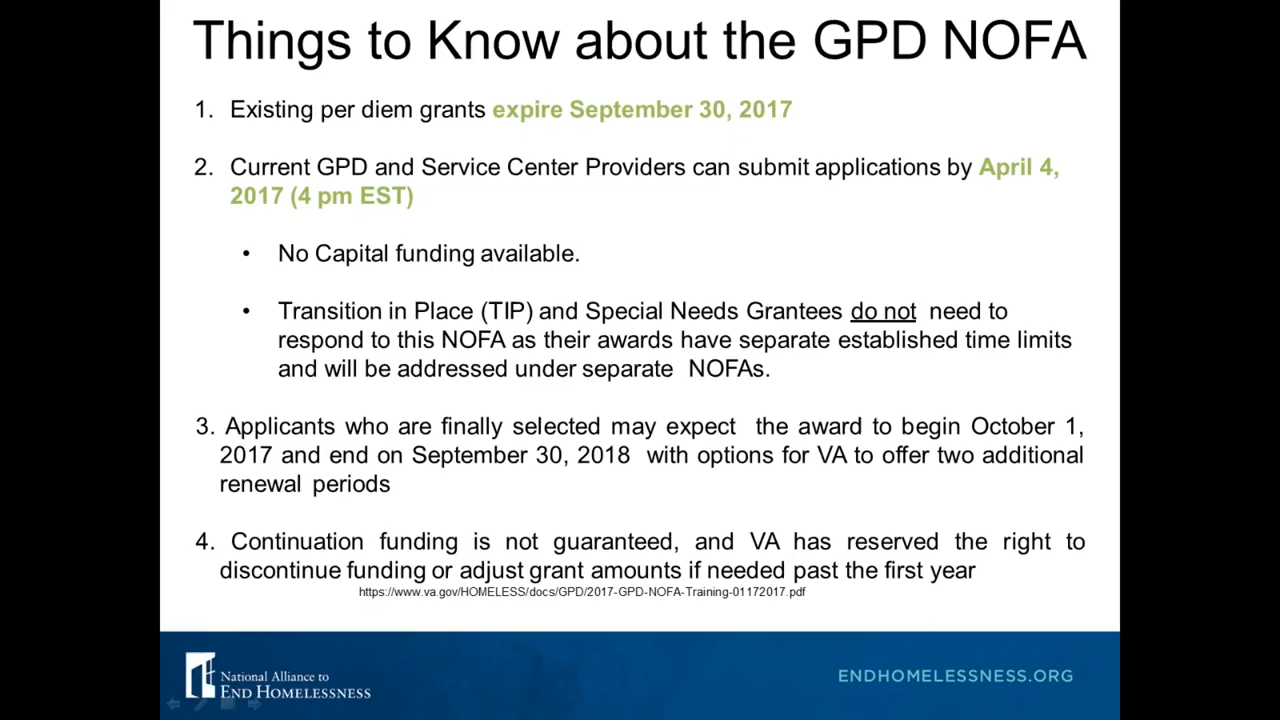 Things to Know about the GPD NOFA
1. Existing per diem grants expire September 30, 2017
2. Current GPD and Service Center Providers can submit applications by April 4,
2017 (4 pm EST)
• No Capital funding available.
• Transition in Place (TIP) and Special Needs Grantees do not need to
respond to this NOFA as their awards have separate established time limits
and will be addressed under separate NOFAs.
3. Applicants who are finally selected may expect the award to begin October 1,
2017 and end on September 30, 2018 with options for VA to offer two additional
renewal periods
4. Continuation funding is not guaranteed, and VA has reserved the right to
discontinue funding or adjust grant amounts if needed past the first year
https://www.va.gov/HOMELESS/docs/GPD/2017-GPD-NOFA-Training-01172017.pdf
National Alliance to
END HOMELESSNESS
ENDHOMELESSNESS.ORG